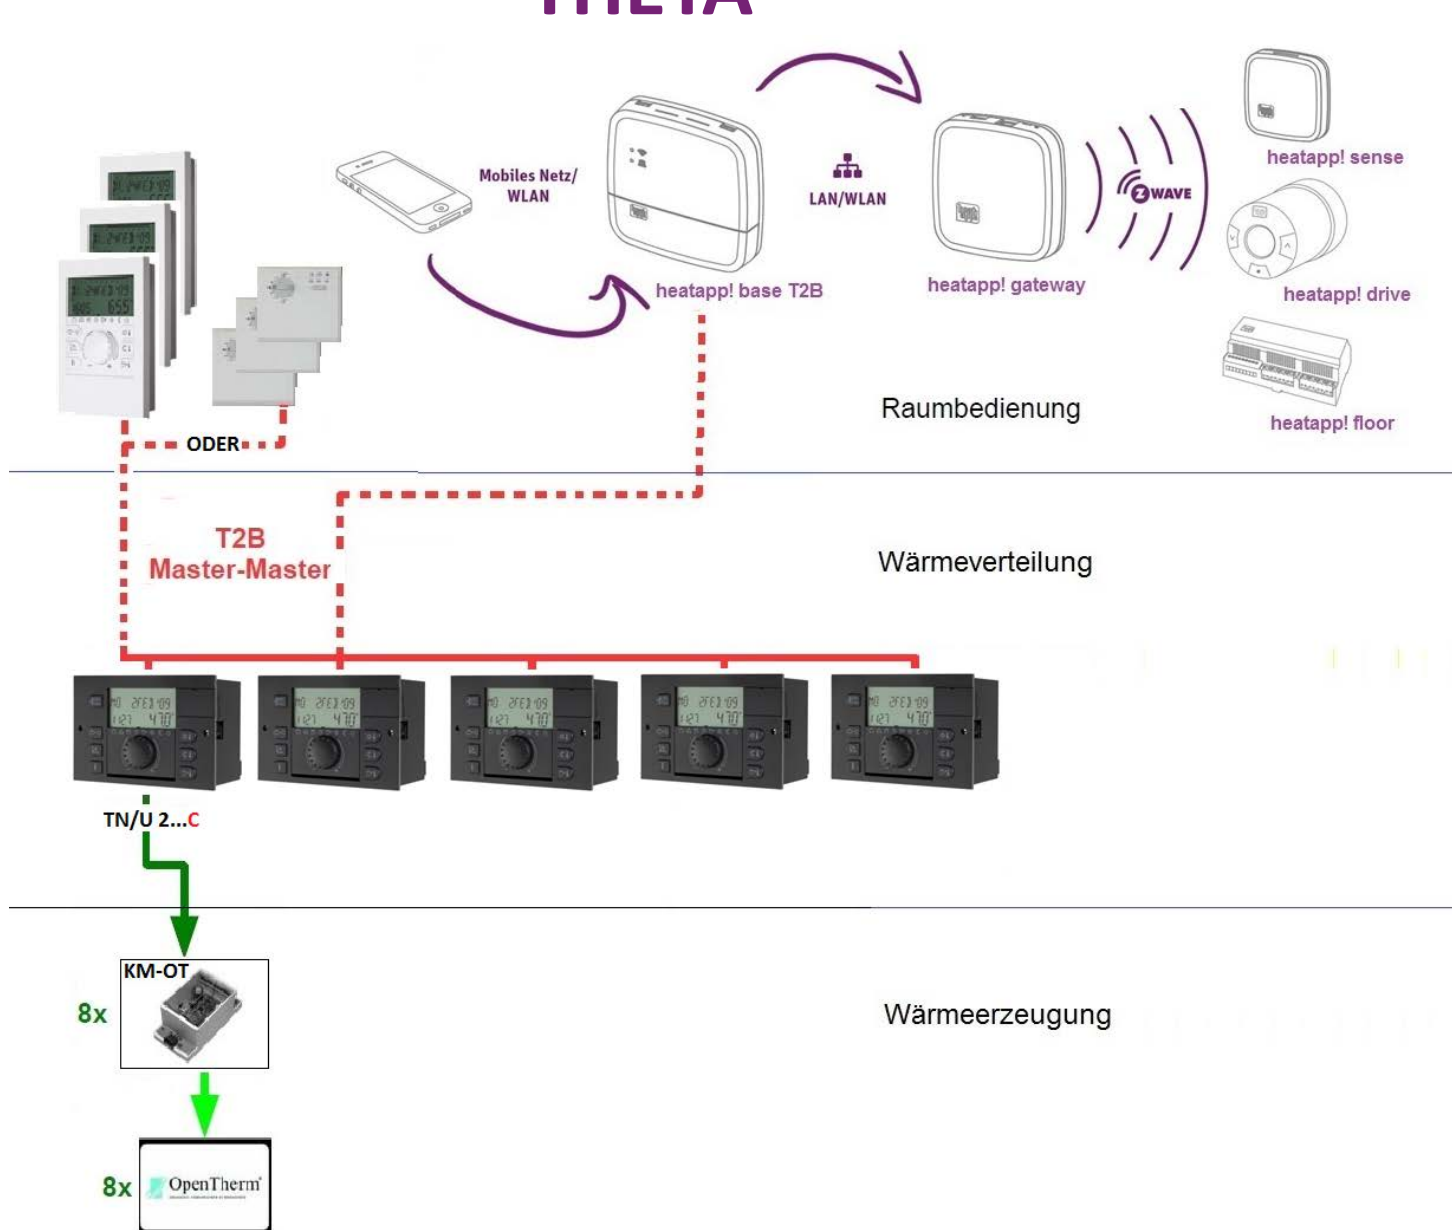 THETA
Mobiles Netz/
WLAN
LAN/WLAN
Z WAVE
heatapp! sense
heatapp! base T2B
heatapp! gateway
heatapp! drive
heatapp! floor
Raumbedienung
ODER
T2B
Master-Master
Wärmeverteilung
TN/U 2...C
KM-OT
8x
Wärmeerzeugung
8x
OpenTherm